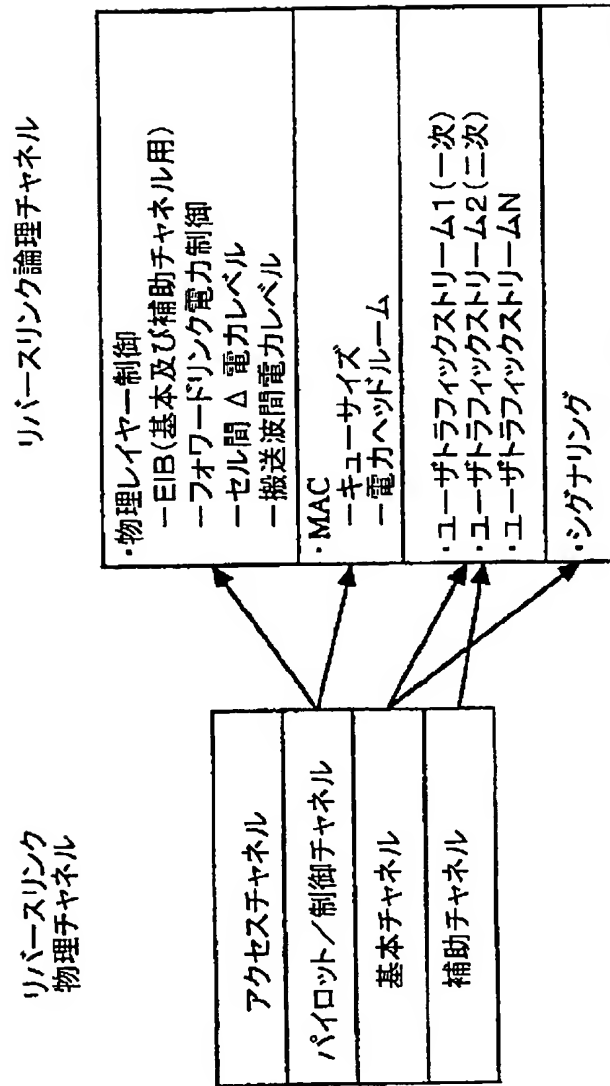 リバースリンク
物理チャネル
アクセスチャネル
パイロット／制御チャネル
基本チャネル
補助チャネル
リバースリンク論理チャネル
・物理レイヤー制御
－EIB(基本及び補助チャネル用)
－フォワードリンク電力制御
－セル間 Δ 電力レベル
－搬送波間電力レベル
・MAC
－キューサイズ
－電力ヘッドルーム
・ユーザトラフィックストリーム1(一次)
・ユーザトラフィックストリーム2(二次)
・ユーザトラフィックストリームN
・シグナリング